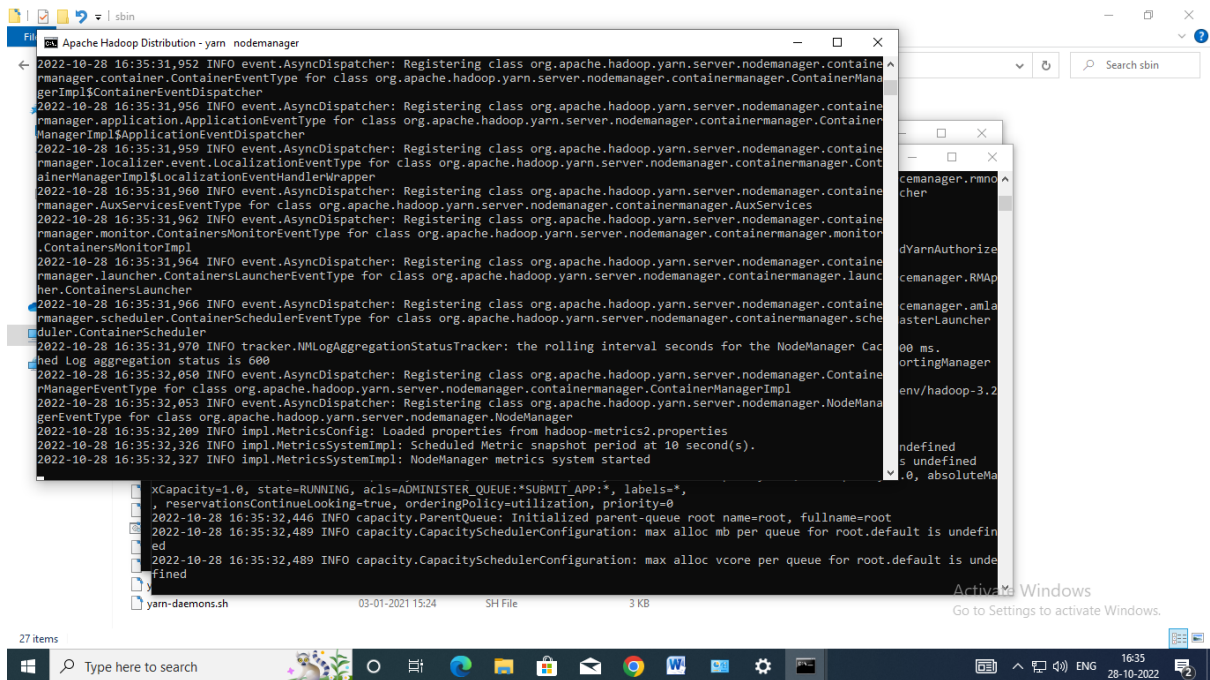 sbin
File
Search sbin
Apache Hadoop Distribution - yarn  nodemanager
2022-10-28 16:35:31,952 INFO event.AsyncDispatcher: Registering class org.apache.hadoop.yarn.server.nodemanager.containe
rmanager.container.ContainerEventType for class org.apache.hadoop.yarn.server.nodemanager.containermanager.ContainerMana
gerImpl$ContainerEventDispatcher
2022-10-28 16:35:31,956 INFO event.AsyncDispatcher: Registering class org.apache.hadoop.yarn.server.nodemanager.containe
rmanager.application.ApplicationEventType for class org.apache.hadoop.yarn.server.nodemanager.containermanager.Container
ManagerImpl$ApplicationEventDispatcher
2022-10-28 16:35:31,959 INFO event.AsyncDispatcher: Registering class org.apache.hadoop.yarn.server.nodemanager.containe
rmanager.localizer.event.LocalizationEventType for class org.apache.hadoop.yarn.server.nodemanager.containermanager.Cont
ainerManagerImpl$LocalizationEventHandlerWrapper
2022-10-28 16:35:31,960 INFO event.AsyncDispatcher: Registering class org.apache.hadoop.yarn.server.nodemanager.containe
rmanager.AuxServicesEventType for class org.apache.hadoop.yarn.server.nodemanager.containermanager.AuxServices
2022-10-28 16:35:31,962 INFO event.AsyncDispatcher: Registering class org.apache.hadoop.yarn.server.nodemanager.containe
rmanager.monitor.ContainersMonitorEventType for class org.apache.hadoop.yarn.server.nodemanager.containermanager.monitor
.ContainersMonitorImpl
2022-10-28 16:35:31,964 INFO event.AsyncDispatcher: Registering class org.apache.hadoop.yarn.server.nodemanager.containe
rmanager.launcher.ContainersLauncherEventType for class org.apache.hadoop.yarn.server.nodemanager.containermanager.launc
her.ContainersLauncher
2022-10-28 16:35:31,966 INFO event.AsyncDispatcher: Registering class org.apache.hadoop.yarn.server.nodemanager.containe
rmanager.scheduler.ContainerSchedulerEventType for class org.apache.hadoop.yarn.server.nodemanager.containermanager.sche
duler.ContainerScheduler
2022-10-28 16:35:31,970 INFO tracker.NMLogAggregationStatusTracker: the rolling interval seconds for the NodeManager Cac
hed Log aggregation status is 600
2022-10-28 16:35:32,050 INFO event.AsyncDispatcher: Registering class org.apache.hadoop.yarn.server.nodemanager.Containe
rManagerEventType for class org.apache.hadoop.yarn.server.nodemanager.containermanager.ContainerManagerImpl
2022-10-28 16:35:32,053 INFO event.AsyncDispatcher: Registering class org.apache.hadoop.yarn.server.nodemanager.NodeMana
gerEventType for class org.apache.hadoop.yarn.server.nodemanager.NodeManager
2022-10-28 16:35:32,209 INFO impl.MetricsConfig: Loaded properties from hadoop-metrics2.properties
2022-10-28 16:35:32,326 INFO impl.MetricsSystemImpl: Scheduled Metric snapshot period at 10 second(s).
2022-10-28 16:35:32,327 INFO impl.MetricsSystemImpl: NodeManager metrics system started
cemanager.rmno
cher
dYarnAuthorize
cemanager.RMAp
cemanager.amla
asterLauncher
00 ms.
ortingManager
env/hadoop-3.2
ndefined
s undefined
.0, absoluteMa
xCapacity=1.0, state=RUNNING, acls=ADMINISTER_QUEUE:*SUBMIT_APP:*, labels=*,
, reservationsContinueLooking=true, orderingPolicy=utilization, priority=0
2022-10-28 16:35:32,446 INFO capacity.ParentQueue: Initialized parent-queue root name=root, fullname=root
2022-10-28 16:35:32,489 INFO capacity.CapacitySchedulerConfiguration: max alloc mb per queue for root.default is undefin
ed
2022-10-28 16:35:32,489 INFO capacity.CapacitySchedulerConfiguration: max alloc vcore per queue for root.default is unde
fined
yarn-daemons.sh 03-01-2021 15:24 SH File 3 KB
Activate Windows
Go to Settings to activate Windows.
27 items
Type here to search
ENG
16:35
28-10-2022
2